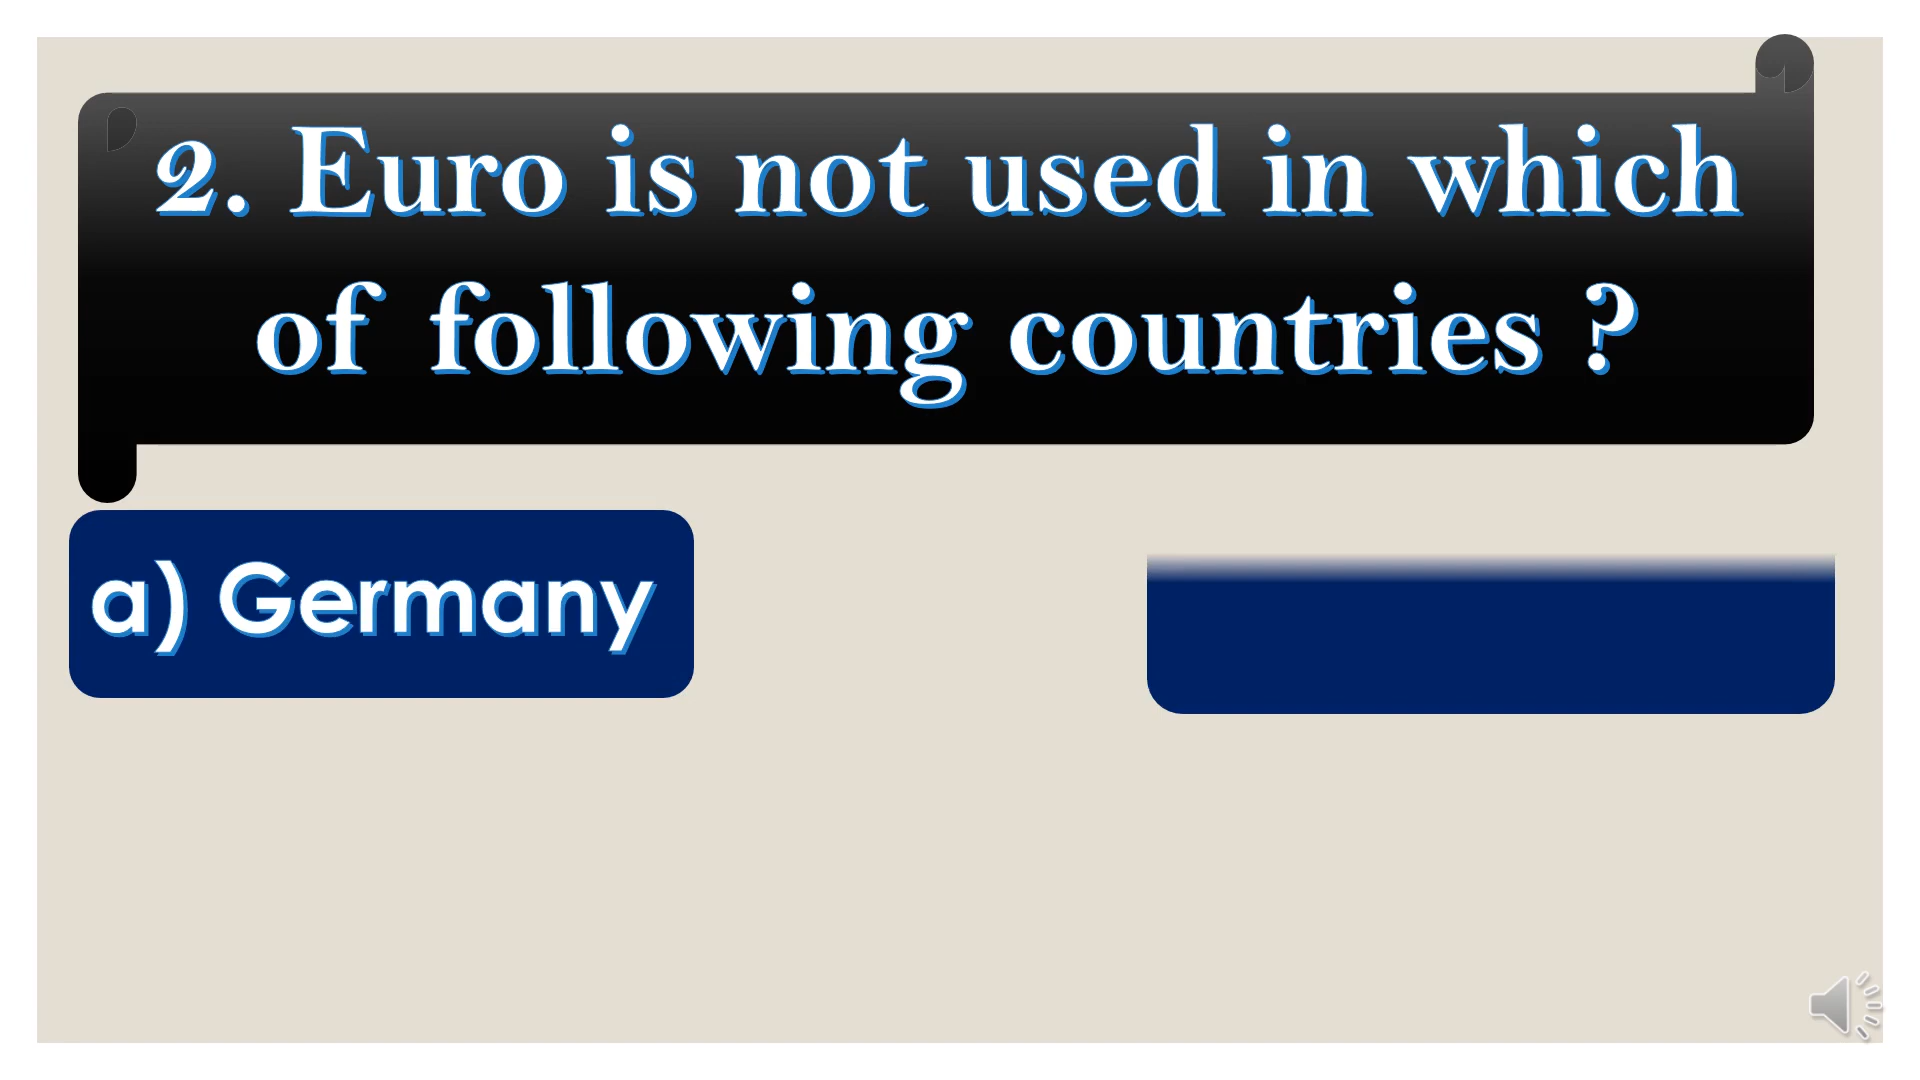 2. Euro is not used in which
of following countries ?
a) Germany